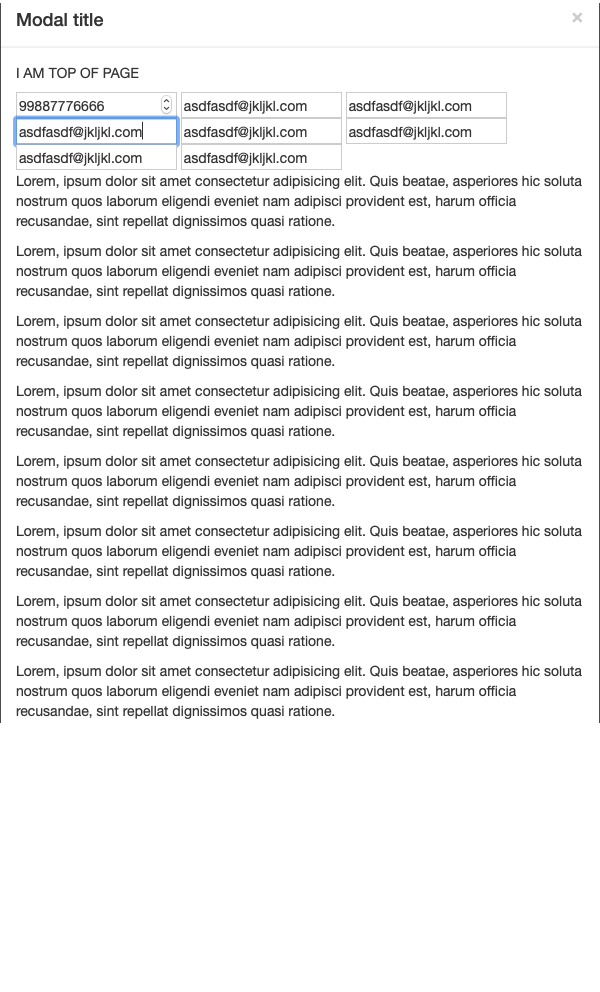 Modal title ×
I AM TOP OF PAGE
99887776666 asdfasdf@jkljkl.com asdfasdf@jkljkl.com
asdfasdf@jkljkl.com asdfasdf@jkljkl.com asdfasdf@jkljkl.com
asdfasdf@jkljkl.com asdfasdf@jkljkl.com
Lorem, ipsum dolor sit amet consectetur adipisicing elit. Quis beatae, asperiores hic soluta
nostrum quos laborum eligendi eveniet nam adipisci provident est, harum officia
recusandae, sint repellat dignissimos quasi ratione.
Lorem, ipsum dolor sit amet consectetur adipisicing elit. Quis beatae, asperiores hic soluta
nostrum quos laborum eligendi eveniet nam adipisci provident est, harum officia
recusandae, sint repellat dignissimos quasi ratione.
Lorem, ipsum dolor sit amet consectetur adipisicing elit. Quis beatae, asperiores hic soluta
nostrum quos laborum eligendi eveniet nam adipisci provident est, harum officia
recusandae, sint repellat dignissimos quasi ratione.
Lorem, ipsum dolor sit amet consectetur adipisicing elit. Quis beatae, asperiores hic soluta
nostrum quos laborum eligendi eveniet nam adipisci provident est, harum officia
recusandae, sint repellat dignissimos quasi ratione.
Lorem, ipsum dolor sit amet consectetur adipisicing elit. Quis beatae, asperiores hic soluta
nostrum quos laborum eligendi eveniet nam adipisci provident est, harum officia
recusandae, sint repellat dignissimos quasi ratione.
Lorem, ipsum dolor sit amet consectetur adipisicing elit. Quis beatae, asperiores hic soluta
nostrum quos laborum eligendi eveniet nam adipisci provident est, harum officia
recusandae, sint repellat dignissimos quasi ratione.
Lorem, ipsum dolor sit amet consectetur adipisicing elit. Quis beatae, asperiores hic soluta
nostrum quos laborum eligendi eveniet nam adipisci provident est, harum officia
recusandae, sint repellat dignissimos quasi ratione.
Lorem, ipsum dolor sit amet consectetur adipisicing elit. Quis beatae, asperiores hic soluta
nostrum quos laborum eligendi eveniet nam adipisci provident est, harum officia
recusandae, sint repellat dignissimos quasi ratione.